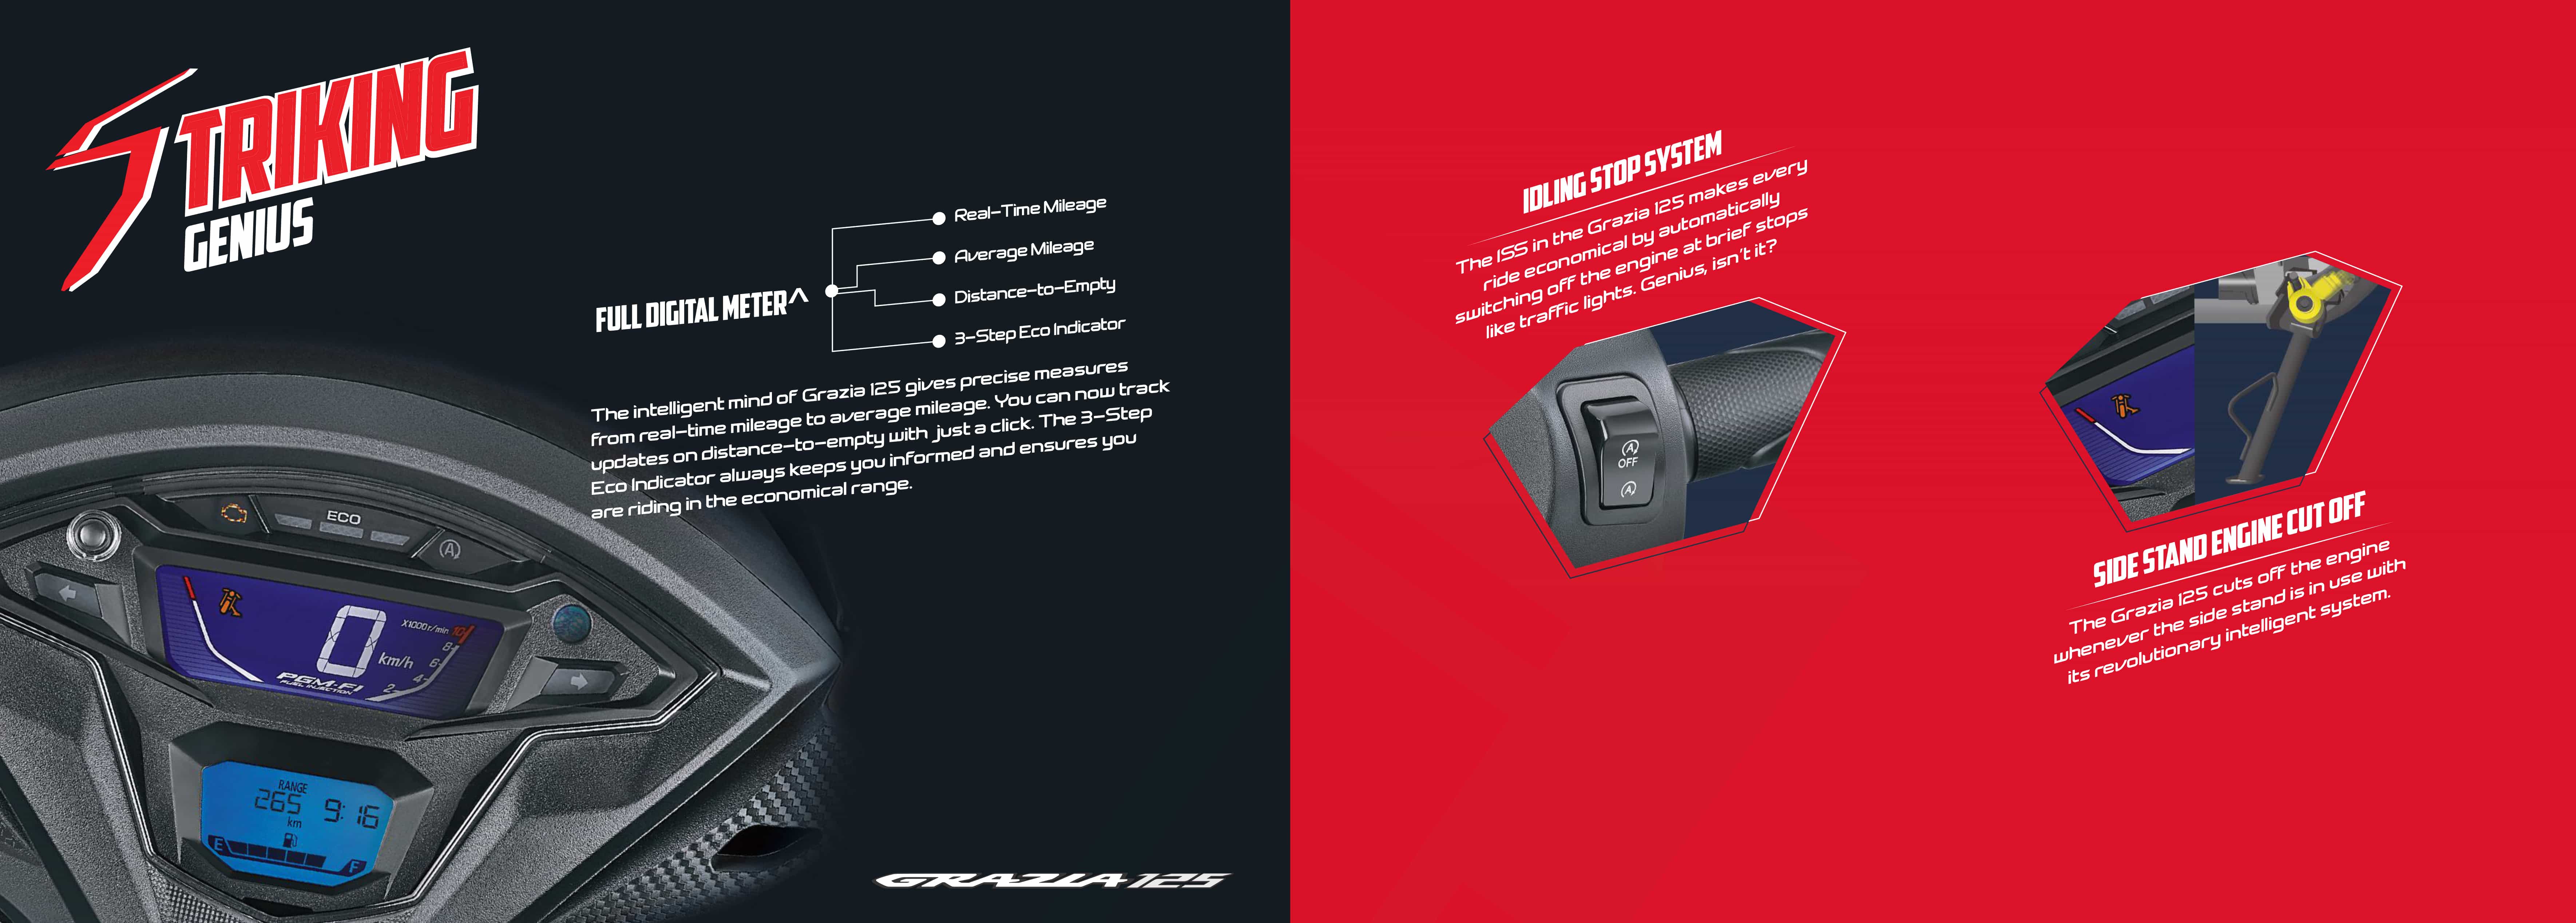 STRIKING
GENIUS
FULL DIGITAL METER^
Real-Time Mileage
Average Mileage
Distance-to-Empty
3-Step Eco Indicator
The intelligent mind of Grazia 125 gives precise measures
from real-time mileage to average mileage. You can now track
updates on distance-to-empty with just a click. The 3-Step
Eco Indicator always keeps you informed and ensures you
are riding in the economical range.
ECO
A
0
km/h
X1000 r/min
10
8
6
4
2
PGM-FI
FUEL INJECTION
RANGE
265 9:16
km
E
F
GRAZIA 125
IDLING STOP SYSTEM
The ISS in the Grazia 125 makes every
ride economical by automatically
switching off the engine at brief stops
like traffic lights. Genius, isn't it?
A
OFF
A
SIDE STAND ENGINE CUT OFF
The Grazia 125 cuts off the engine
whenever the side stand is in use with
its revolutionary intelligent system.